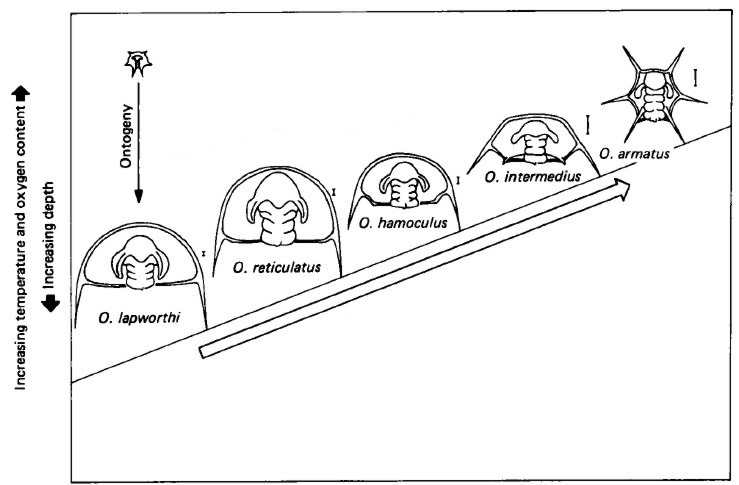 Increasing temperature and oxygen content
Increasing depth
Ontogeny
O. lapworthi
O. reticulatus
O. hamoculus
O. intermedius
O. armatus